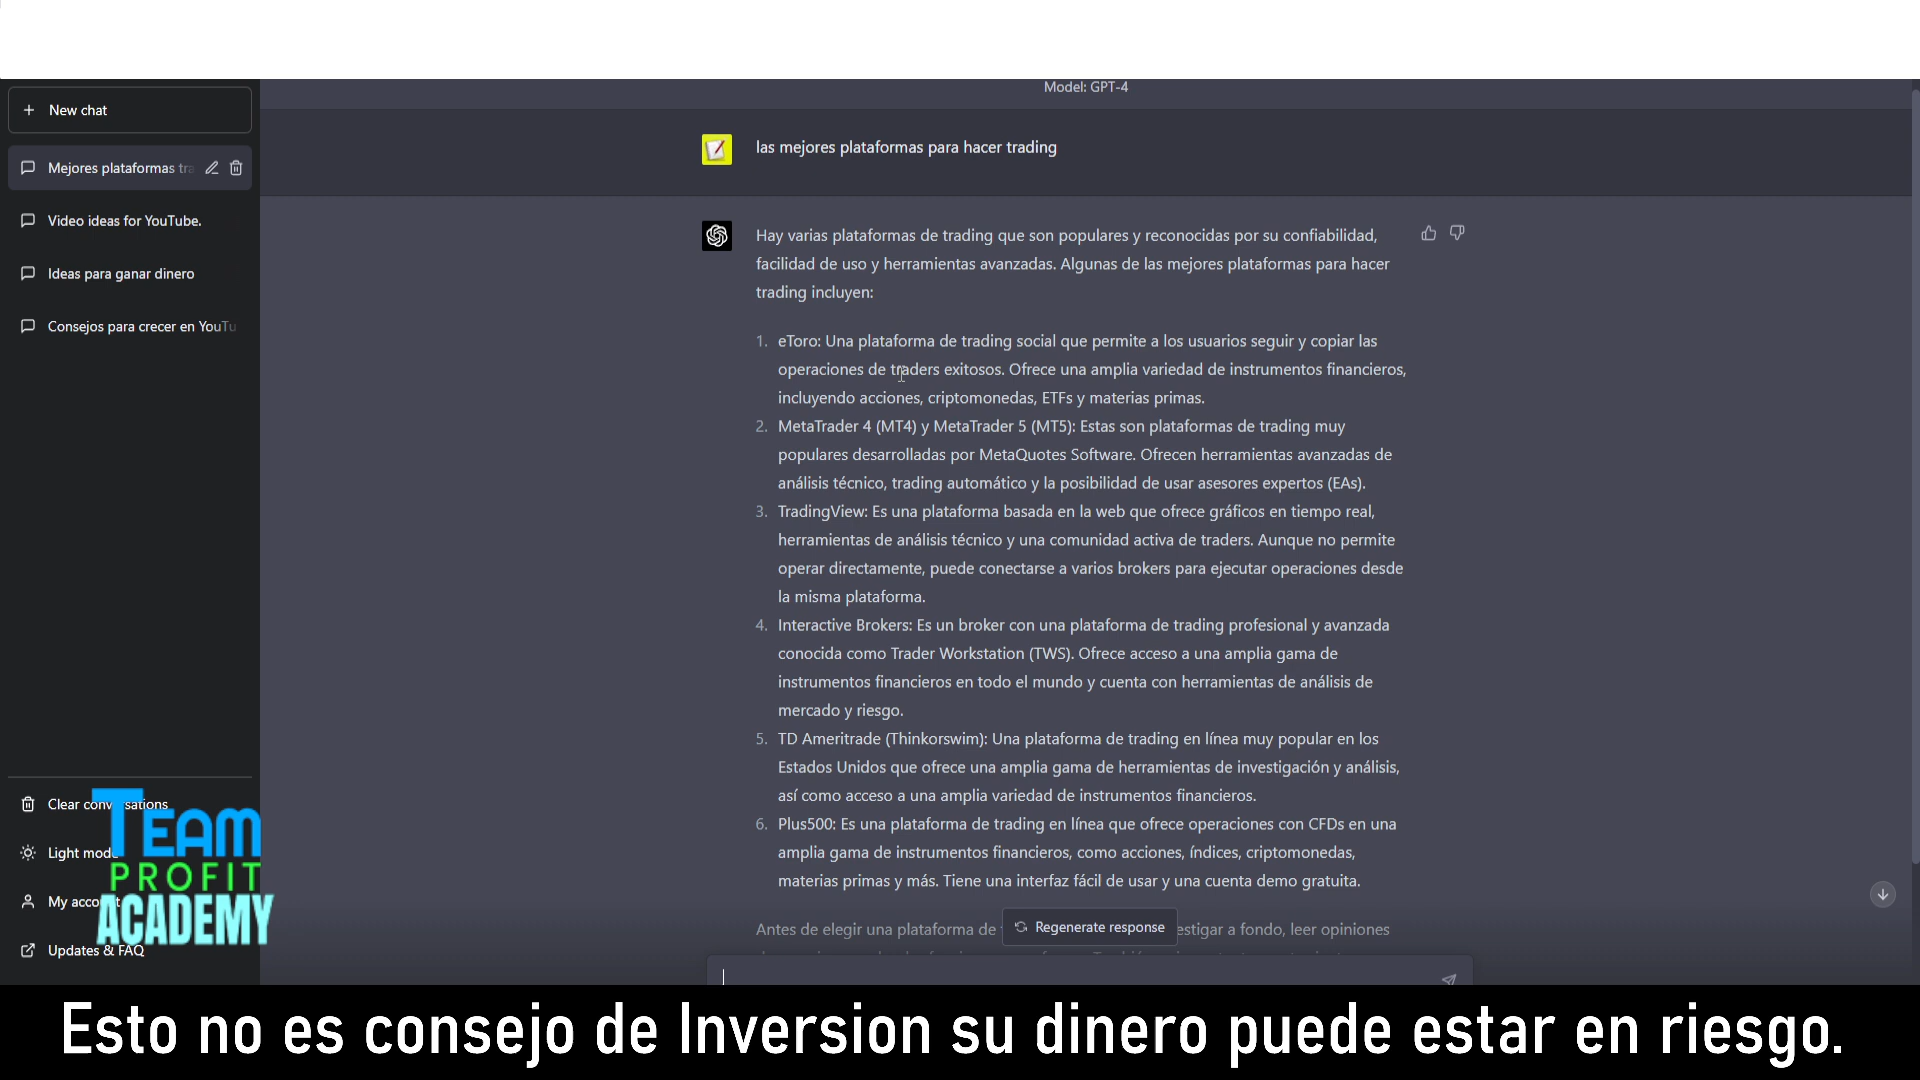 Model: GPT-4
New chat
Mejores plataformas tra
Video ideas for YouTube.
Ideas para ganar dinero
Consejos para crecer en YouTu
las mejores plataformas para hacer trading
Hay varias plataformas de trading que son populares y reconocidas por su confiabilidad,
facilidad de uso y herramientas avanzadas. Algunas de las mejores plataformas para hacer
trading incluyen:
1. eToro: Una plataforma de trading social que permite a los usuarios seguir y copiar las
operaciones de traders exitosos. Ofrece una amplia variedad de instrumentos financieros,
incluyendo acciones, criptomonedas, ETFs y materias primas.
2. MetaTrader 4 (MT4) y MetaTrader 5 (MT5): Estas son plataformas de trading muy
populares desarrolladas por MetaQuotes Software. Ofrecen herramientas avanzadas de
análisis técnico, trading automático y la posibilidad de usar asesores expertos (EAs).
3. TradingView: Es una plataforma basada en la web que ofrece gráficos en tiempo real,
herramientas de análisis técnico y una comunidad activa de traders. Aunque no permite
operar directamente, puede conectarse a varios brokers para ejecutar operaciones desde
la misma plataforma.
4. Interactive Brokers: Es un broker con una plataforma de trading profesional y avanzada
conocida como Trader Workstation (TWS). Ofrece acceso a una amplia gama de
instrumentos financieros en todo el mundo y cuenta con herramientas de análisis de
mercado y riesgo.
5. TD Ameritrade (Thinkorswim): Una plataforma de trading en línea muy popular en los
Estados Unidos que ofrece una amplia gama de herramientas de investigación y análisis,
así como acceso a una amplia variedad de instrumentos financieros.
6. Plus500: Es una plataforma de trading en línea que ofrece operaciones con CFDs en una
amplia gama de instrumentos financieros, como acciones, índices, criptomonedas,
materias primas y más. Tiene una interfaz fácil de usar y una cuenta demo gratuita.
Antes de elegir una plataforma de
estigar a fondo, leer opiniones
Regenerate response
Clear conversations
Light mode
My account
Updates & FAQ
TEAM
PROFIT
ACADEMY
Esto no es consejo de Inversion su dinero puede estar en riesgo.